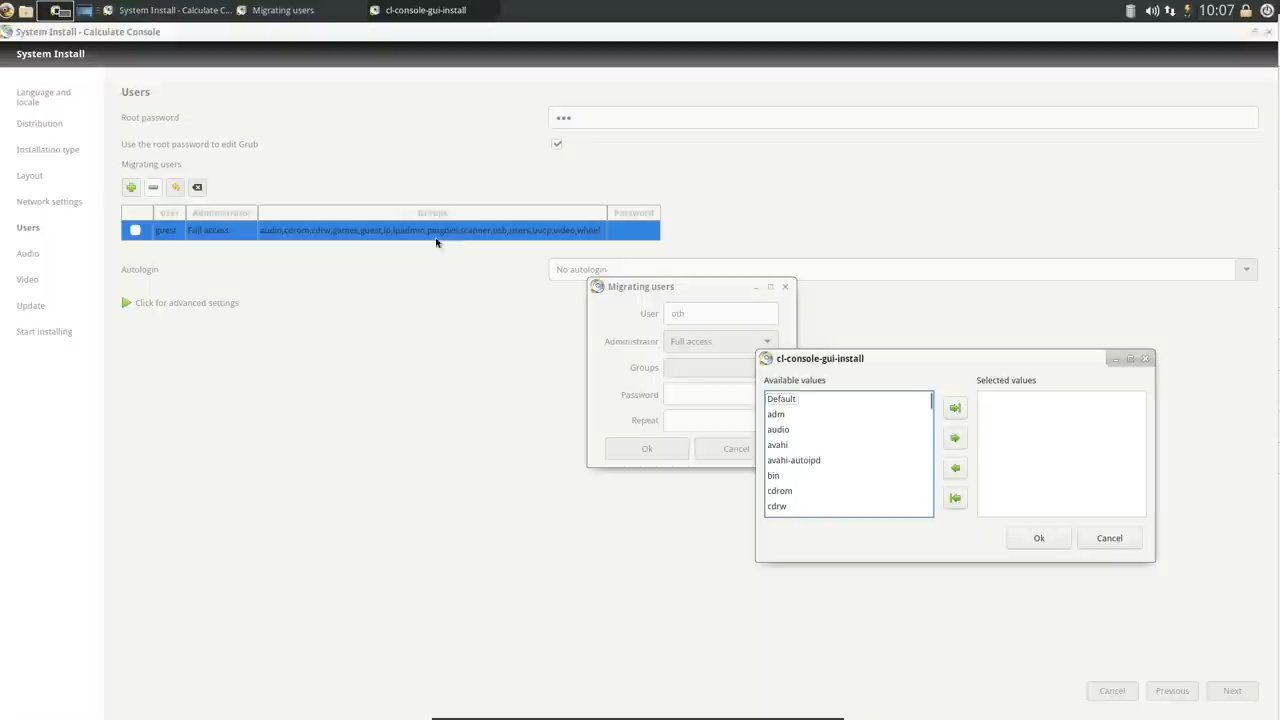 System Install - Calculate C...
Migrating users
cl-console-gui-install
10:07
System Install - Calculate Console
System Install
Language and
locale
Distribution
Installation type
Layout
Network settings
Users
Audio
Video
Update
Start installing
Users
Root password
•••
Use the root password to edit Grub
Migrating users
User Administrator Groups Password
guest Full access audio,cdrom,cdrw,games,guest,lp,lpadmin,plugdev,scanner,usb,users,uucp,video,wheel
Autologin
No autologin
Click for advanced settings
Migrating users
User
oth
Administrator
Full access
Groups
Password
Repeat
Ok
Cancel
cl-console-gui-install
Available values
Selected values
Default
adm
audio
avahi
avahi-autoipd
bin
cdrom
cdrw
Ok
Cancel
Cancel
Previous
Next